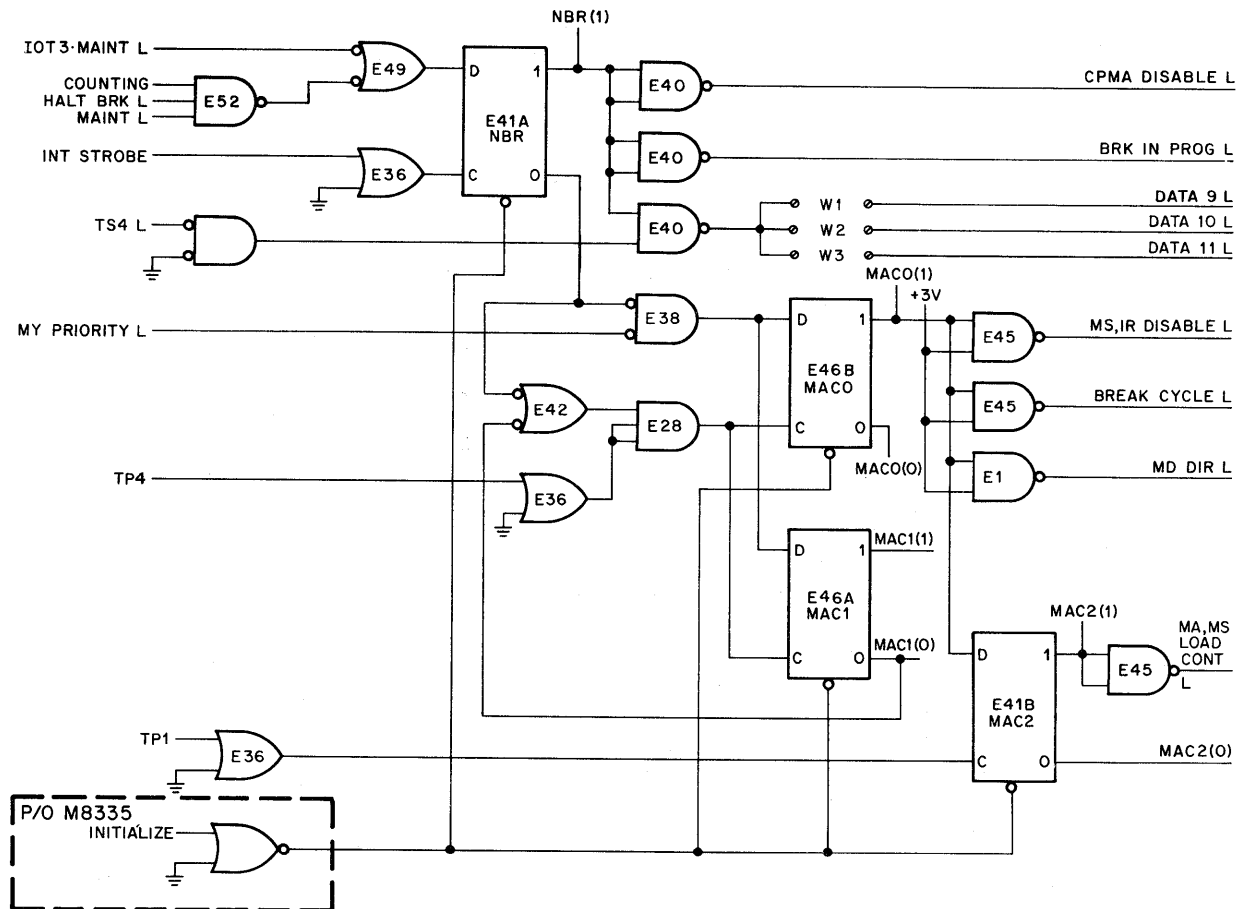 NBR(1)
IOT3·MAINT L
E49
D 1
COUNTING
HALT BRK L
MAINT L
E52
E41A
NBR
E40
CPMA DISABLE L
INT STROBE
E36
C 0
E40
BRK IN PROG L
TS4 L
E40
W1
DATA 9 L
W2
DATA 10 L
W3
DATA 11 L
MAC0(1)
+3V
MY PRIORITY L
E38
D 1
E46B
MAC0
E45
MS,IR DISABLE L
E42
E28
C 0
MAC0(0)
E45
BREAK CYCLE L
TP4
E36
E1
MD DIR L
D 1
MAC1(1)
E46A
MAC1
C 0
MAC1(0)
MAC2(1)
MA,MS
LOAD
CONT
L
D 1
E45
E41B
MAC2
TP1
E36
C 0
MAC2(0)
P/O M8335
INITIALIZE